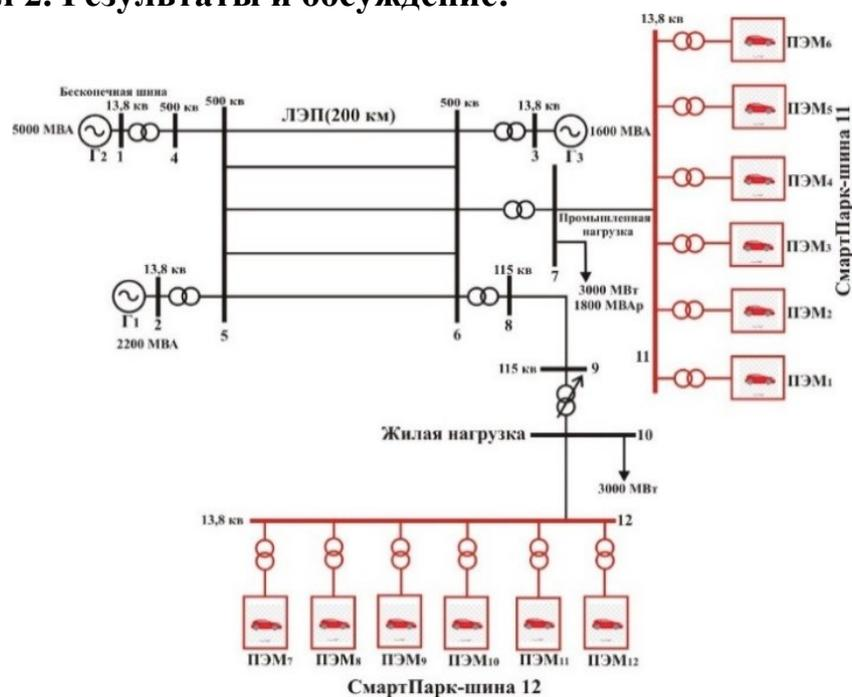 2. Результаты и обсуждение:
13,8 кв
ПЭМ6
ПЭМ5
ПЭМ4
ПЭМ3
ПЭМ2
ПЭМ1
11
СмартПарк-шина 11
Бесконечная шина
13,8 кв
500 кв
500 кв
ЛЭП(200 км)
500 кв
13,8 кв
5000 МВА
1600 МВА
Г2
1
4
3
Г3
Промышленная
нагрузка
7
3000 МВт
1800 МВАр
13,8 кв
115 кв
Г1
2
5
6
8
2200 МВА
115 кв
9
Жилая нагрузка
10
3000 МВт
13,8 кв
12
ПЭМ7
ПЭМ8
ПЭМ9
ПЭМ10
ПЭМ11
ПЭМ12
СмартПарк-шина 12